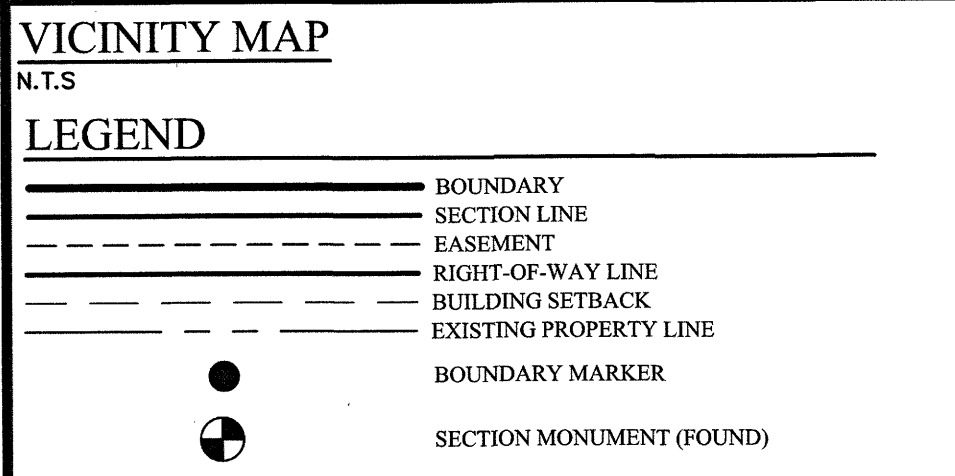 VICINITY MAP
N.T.S
LEGEND
BOUNDARY
SECTION LINE
EASEMENT
RIGHT-OF-WAY LINE
BUILDING SETBACK
EXISTING PROPERTY LINE
BOUNDARY MARKER
SECTION MONUMENT (FOUND)